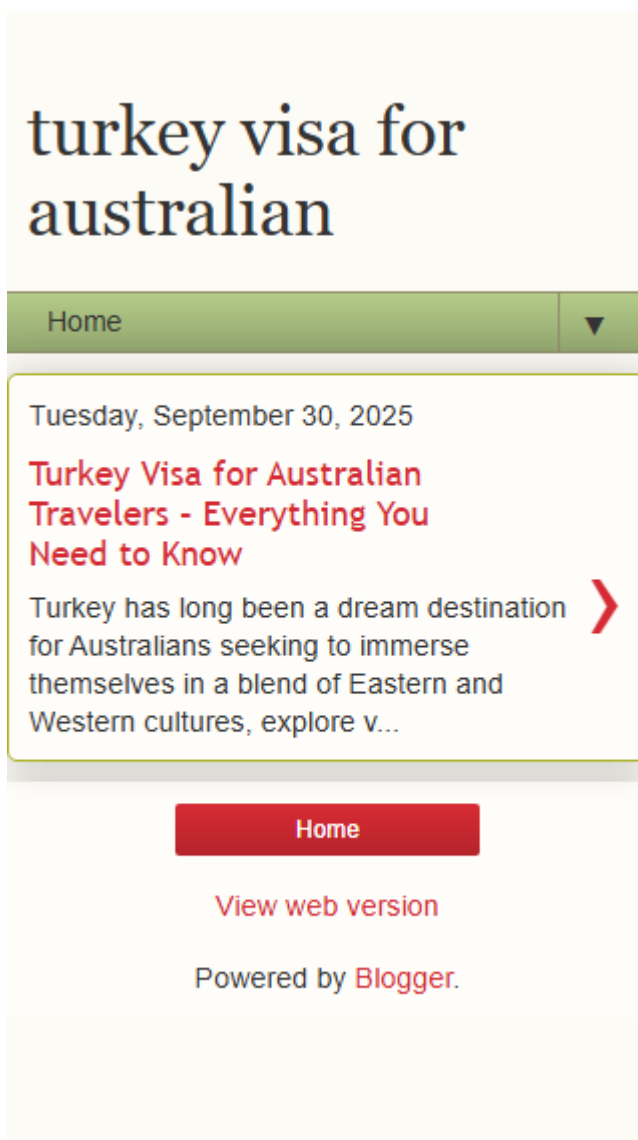 turkey visa for
australian
Home ▼
Tuesday, September 30, 2025
Turkey Visa for Australian
Travelers - Everything You
Need to Know
Turkey has long been a dream destination
for Australians seeking to immerse
themselves in a blend of Eastern and
Western cultures, explore v...
Home
View web version
Powered by Blogger.